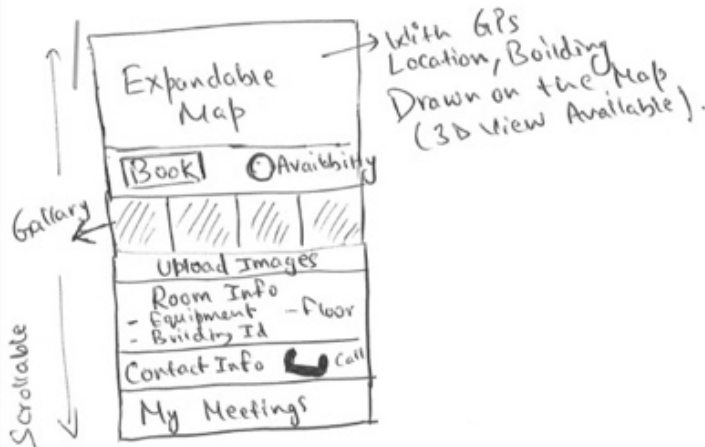 Expandable
Map
With GPs
Location, Building
Drawn on the Map
(3D View Available).
Book
Availbility
Gallary
Upload Images
Room Info
- Equipment - Floor
- Building Id
Contact Info Call
My Meetings
Scrollable